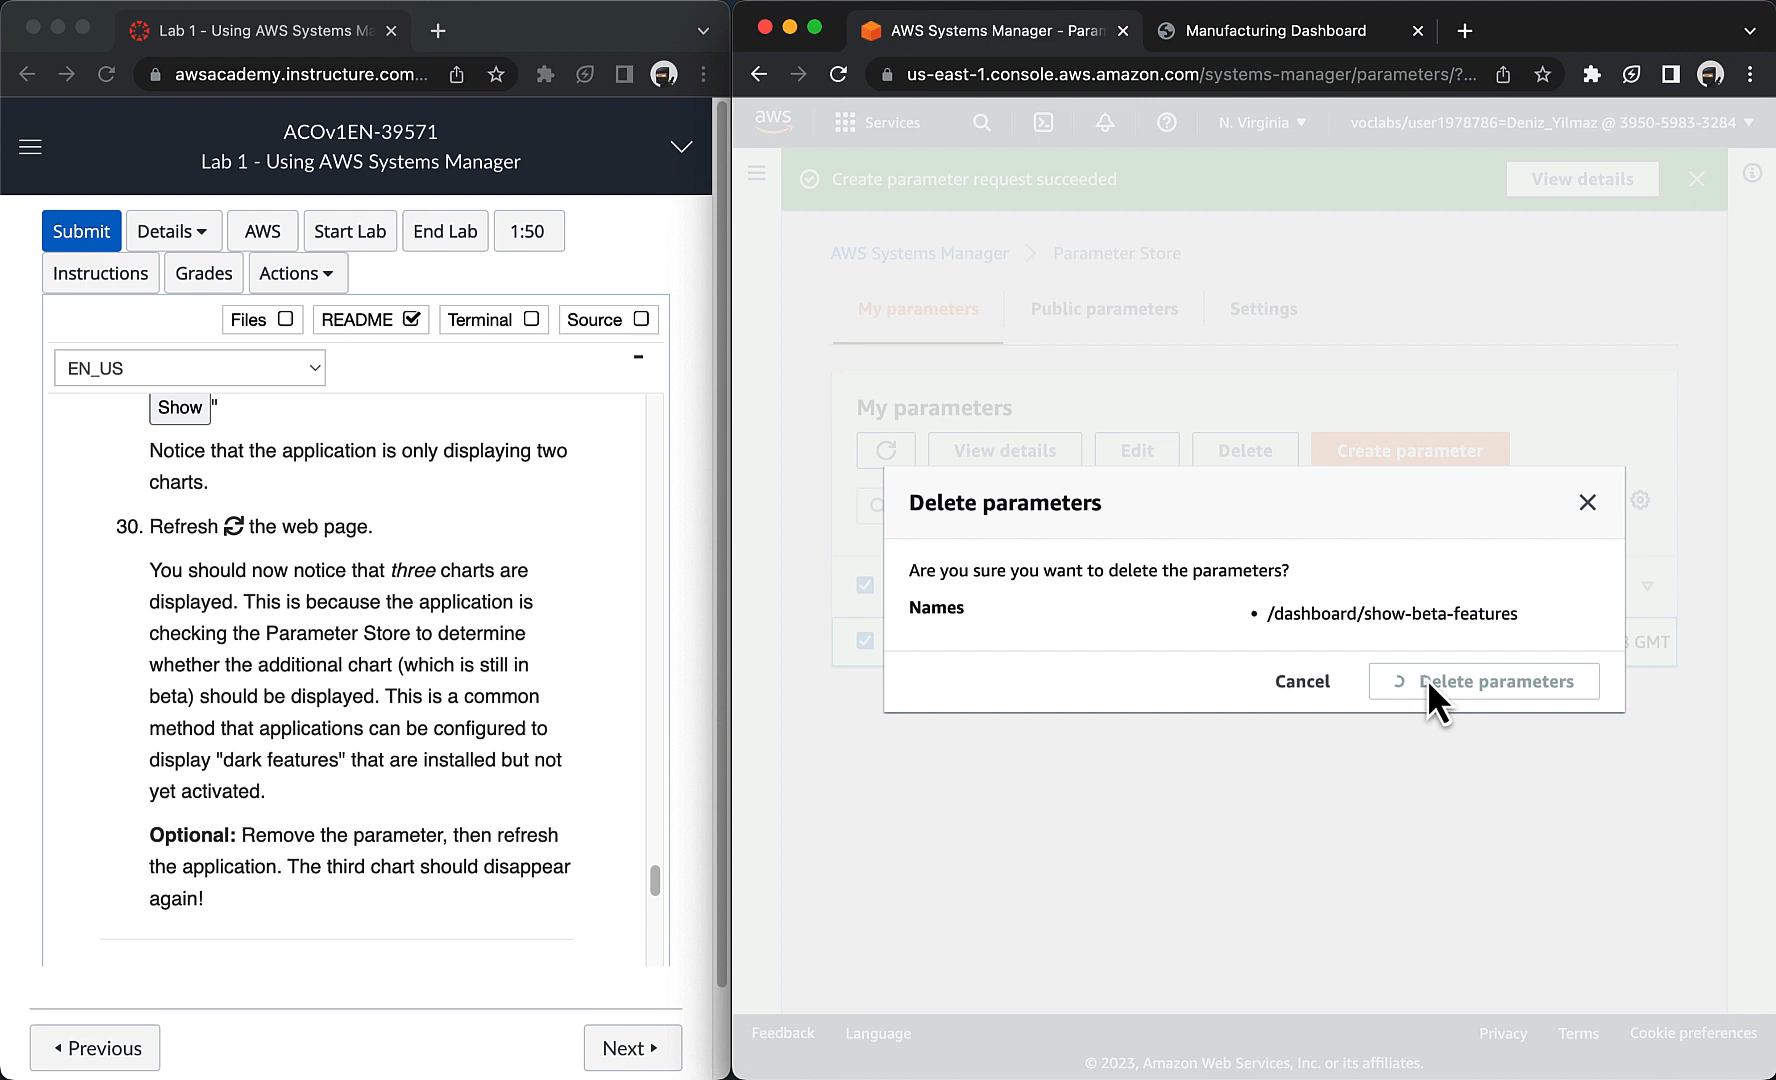 Lab 1 - Using AWS Systems Ma
awsacademy.instructure.com...
ACOv1EN-39571
Lab 1 - Using AWS Systems Manager
Submit
Details
AWS
Start Lab
End Lab
1:50
Instructions
Grades
Actions
Files
README
Terminal
Source
EN_US
Show "
Notice that the application is only displaying two
charts.
30. Refresh the web page.
You should now notice that three charts are
displayed. This is because the application is
checking the Parameter Store to determine
whether the additional chart (which is still in
beta) should be displayed. This is a common
method that applications can be configured to
display "dark features" that are installed but not
yet activated.
Optional: Remove the parameter, then refresh
the application. The third chart should disappear
again!
Previous
Next
AWS Systems Manager - Param
Manufacturing Dashboard
us-east-1.console.aws.amazon.com/systems-manager/parameters/?...
aws
Services
N. Virginia
voclabs/user1978786=Deniz_Yilmaz @ 3950-5983-3284
Create parameter request succeeded
View details
AWS Systems Manager
Parameter Store
My parameters
Public parameters
Settings
My parameters
View details
Edit
Delete
Create parameter
Delete parameters
Are you sure you want to delete the parameters?
Names
• /dashboard/show-beta-features
GMT
Cancel
Delete parameters
Feedback
Language
Privacy
Terms
Cookie preferences
© 2023, Amazon Web Services, Inc. or its affiliates.